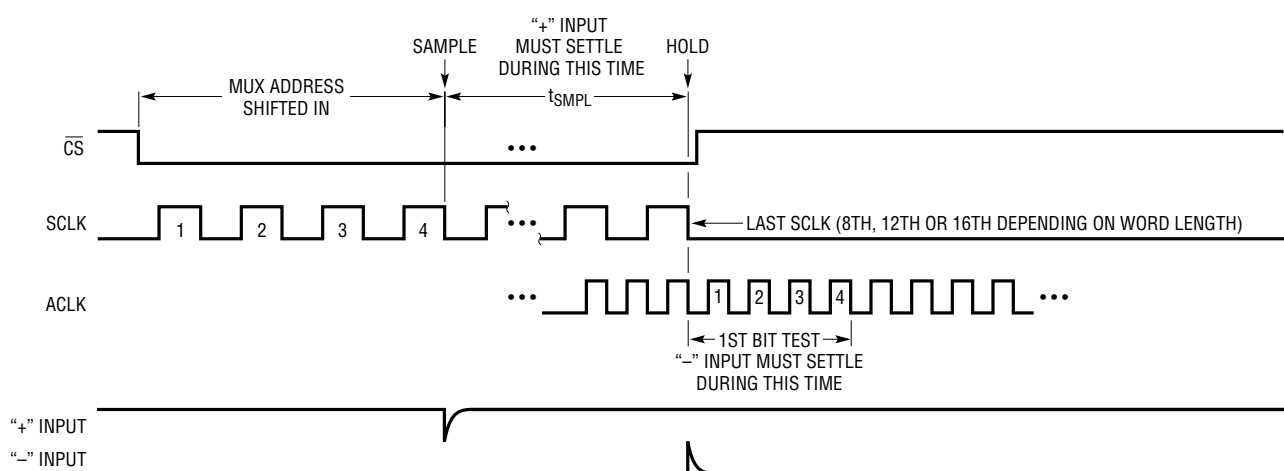 “+” INPUT
MUST SETTLE
DURING THIS TIME
SAMPLE
HOLD
MUX ADDRESS
SHIFTED IN
tSMPL
CS
•••
SCLK
1 2 3 4
•••
LAST SCLK (8TH, 12TH OR 16TH DEPENDING ON WORD LENGTH)
ACLK
•••
1 2 3 4
•••
1ST BIT TEST
“–” INPUT MUST SETTLE
DURING THIS TIME
“+” INPUT
“–” INPUT